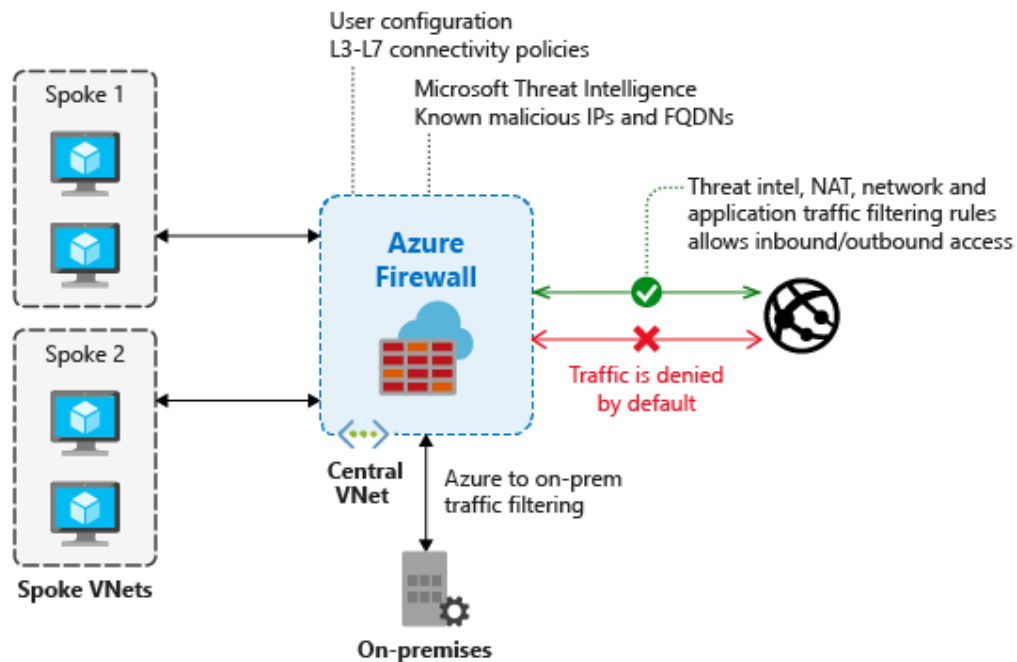 User configuration
L3-L7 connectivity policies
Microsoft Threat Intelligence
Known malicious IPs and FQDNs
Spoke 1
Threat intel, NAT, network and
application traffic filtering rules
allows inbound/outbound access
Azure
Firewall
Spoke 2
Traffic is denied
by default
Central
VNet
Azure to on-prem
traffic filtering
Spoke VNets
On-premises